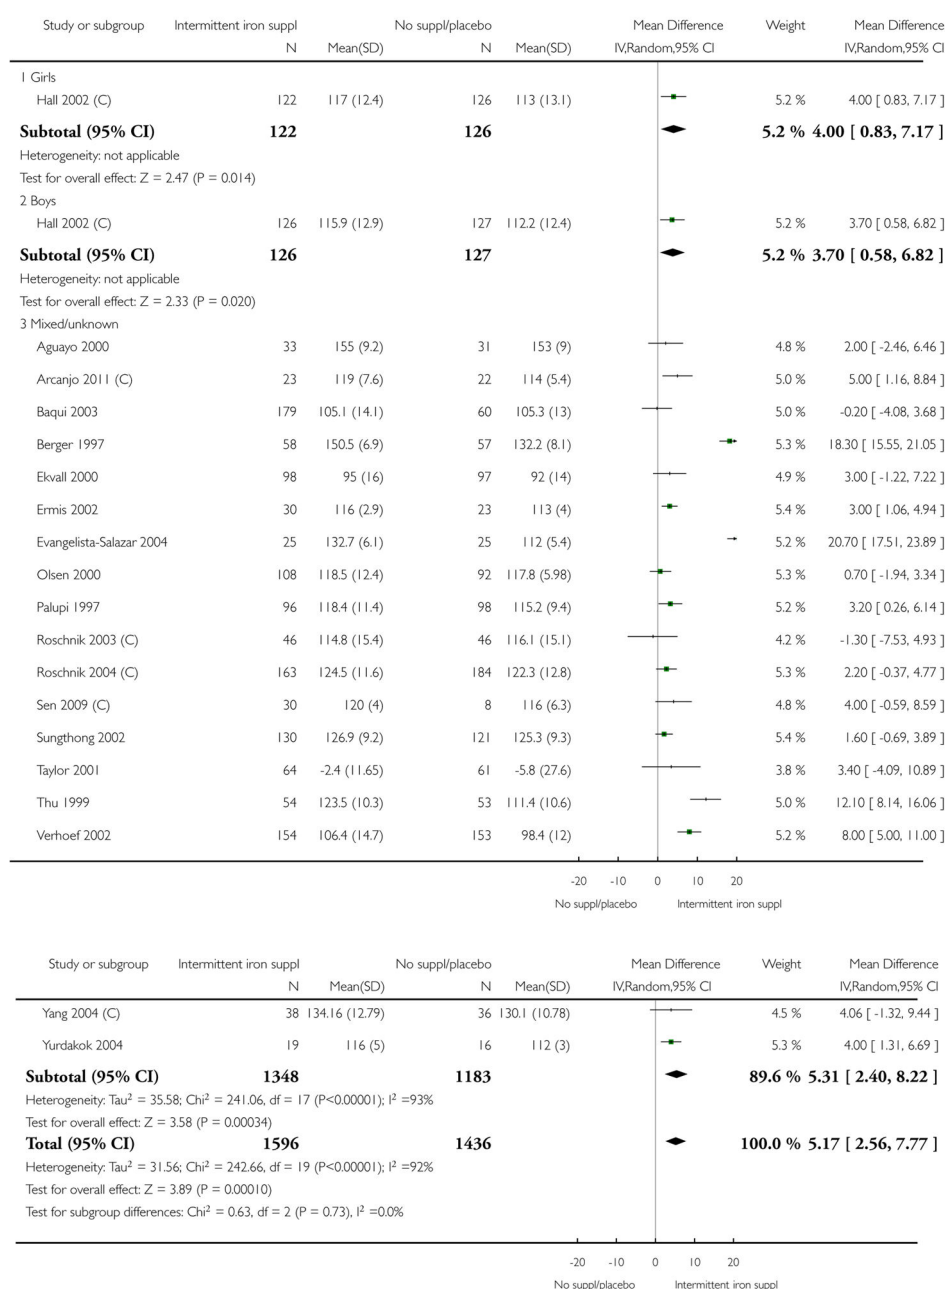 Study or subgroup Intermittent iron suppl No suppl/placebo Mean Difference Weight Mean Difference
N Mean(SD) N Mean(SD) IV,Random,95% CI IV,Random,95% CI
1 Girls
Hall 2002 (C) 122 117 (12.4) 126 113 (13.1) 5.2 % 4.00 [ 0.83, 7.17 ]
Subtotal (95% CI) 122 126 5.2 % 4.00 [ 0.83, 7.17 ]
Heterogeneity: not applicable
Test for overall effect: Z = 2.47 (P = 0.014)
2 Boys
Hall 2002 (C) 126 115.9 (12.9) 127 112.2 (12.4) 5.2 % 3.70 [ 0.58, 6.82 ]
Subtotal (95% CI) 126 127 5.2 % 3.70 [ 0.58, 6.82 ]
Heterogeneity: not applicable
Test for overall effect: Z = 2.33 (P = 0.020)
3 Mixed/unknown
Aguayo 2000 33 155 (9.2) 31 153 (9) 4.8 % 2.00 [ -2.46, 6.46 ]
Arcanjo 2011 (C) 23 119 (7.6) 22 114 (5.4) 5.0 % 5.00 [ 1.16, 8.84 ]
Baqui 2003 179 105.1 (14.1) 60 105.3 (13) 5.0 % -0.20 [ -4.08, 3.68 ]
Berger 1997 58 150.5 (6.9) 57 132.2 (8.1) 5.3 % 18.30 [ 15.55, 21.05 ]
Ekvall 2000 98 95 (16) 97 92 (14) 4.9 % 3.00 [ -1.22, 7.22 ]
Ermis 2002 30 116 (2.9) 23 113 (4) 5.4 % 3.00 [ 1.06, 4.94 ]
Evangelista-Salazar 2004 25 132.7 (6.1) 25 112 (5.4) 5.2 % 20.70 [ 17.51, 23.89 ]
Olsen 2000 108 118.5 (12.4) 92 117.8 (5.98) 5.3 % 0.70 [ -1.94, 3.34 ]
Palupi 1997 96 118.4 (11.4) 98 115.2 (9.4) 5.2 % 3.20 [ 0.26, 6.14 ]
Roschnik 2003 (C) 46 114.8 (15.4) 46 116.1 (15.1) 4.2 % -1.30 [ -7.53, 4.93 ]
Roschnik 2004 (C) 163 124.5 (11.6) 184 122.3 (12.8) 5.3 % 2.20 [ -0.37, 4.77 ]
Sen 2009 (C) 30 120 (4) 8 116 (6.3) 4.8 % 4.00 [ -0.59, 8.59 ]
Sungthong 2002 130 126.9 (9.2) 121 125.3 (9.3) 5.4 % 1.60 [ -0.69, 3.89 ]
Taylor 2001 64 -2.4 (11.65) 61 -5.8 (27.6) 3.8 % 3.40 [ -4.09, 10.89 ]
Thu 1999 54 123.5 (10.3) 53 111.4 (10.6) 5.0 % 12.10 [ 8.14, 16.06 ]
Verhoef 2002 154 106.4 (14.7) 153 98.4 (12) 5.2 % 8.00 [ 5.00, 11.00 ]
-20 -10 0 10 20
No suppl/placebo Intermittent iron suppl
Study or subgroup Intermittent iron suppl No suppl/placebo Mean Difference Weight Mean Difference
N Mean(SD) N Mean(SD) IV,Random,95% CI IV,Random,95% CI
Yang 2004 (C) 38 134.16 (12.79) 36 130.1 (10.78) 4.5 % 4.06 [ -1.32, 9.44 ]
Yurdakok 2004 19 116 (5) 16 112 (3) 5.3 % 4.00 [ 1.31, 6.69 ]
Subtotal (95% CI) 1348 1183 89.6 % 5.31 [ 2.40, 8.22 ]
Heterogeneity: Tau² = 35.58; Chi² = 241.06, df = 17 (P<0.00001); I² =93%
Test for overall effect: Z = 3.58 (P = 0.00034)
Total (95% CI) 1596 1436 100.0 % 5.17 [ 2.56, 7.77 ]
Heterogeneity: Tau² = 31.56; Chi² = 242.66, df = 19 (P<0.00001); I² =92%
Test for overall effect: Z = 3.89 (P = 0.00010)
Test for subgroup differences: Chi² = 0.63, df = 2 (P = 0.73), I² =0.0%
-20 -10 0 10 20
No suppl/placebo Intermittent iron suppl